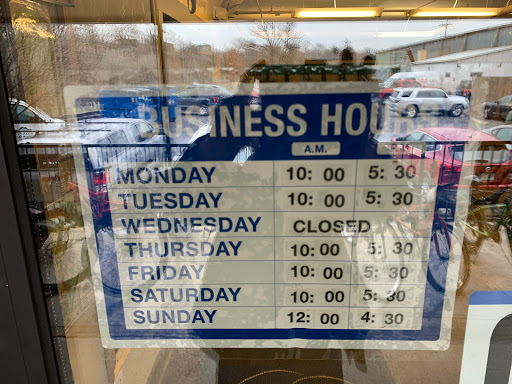 BUSINESS HOURS
A.M.
MONDAY 10: 00 5: 30
TUESDAY 10: 00 5: 30
WEDNESDAY CLOSED
THURSDAY 10: 00 5: 30
FRIDAY 10: 00 5: 30
SATURDAY 10: 00 5: 30
SUNDAY 12: 00 4: 30